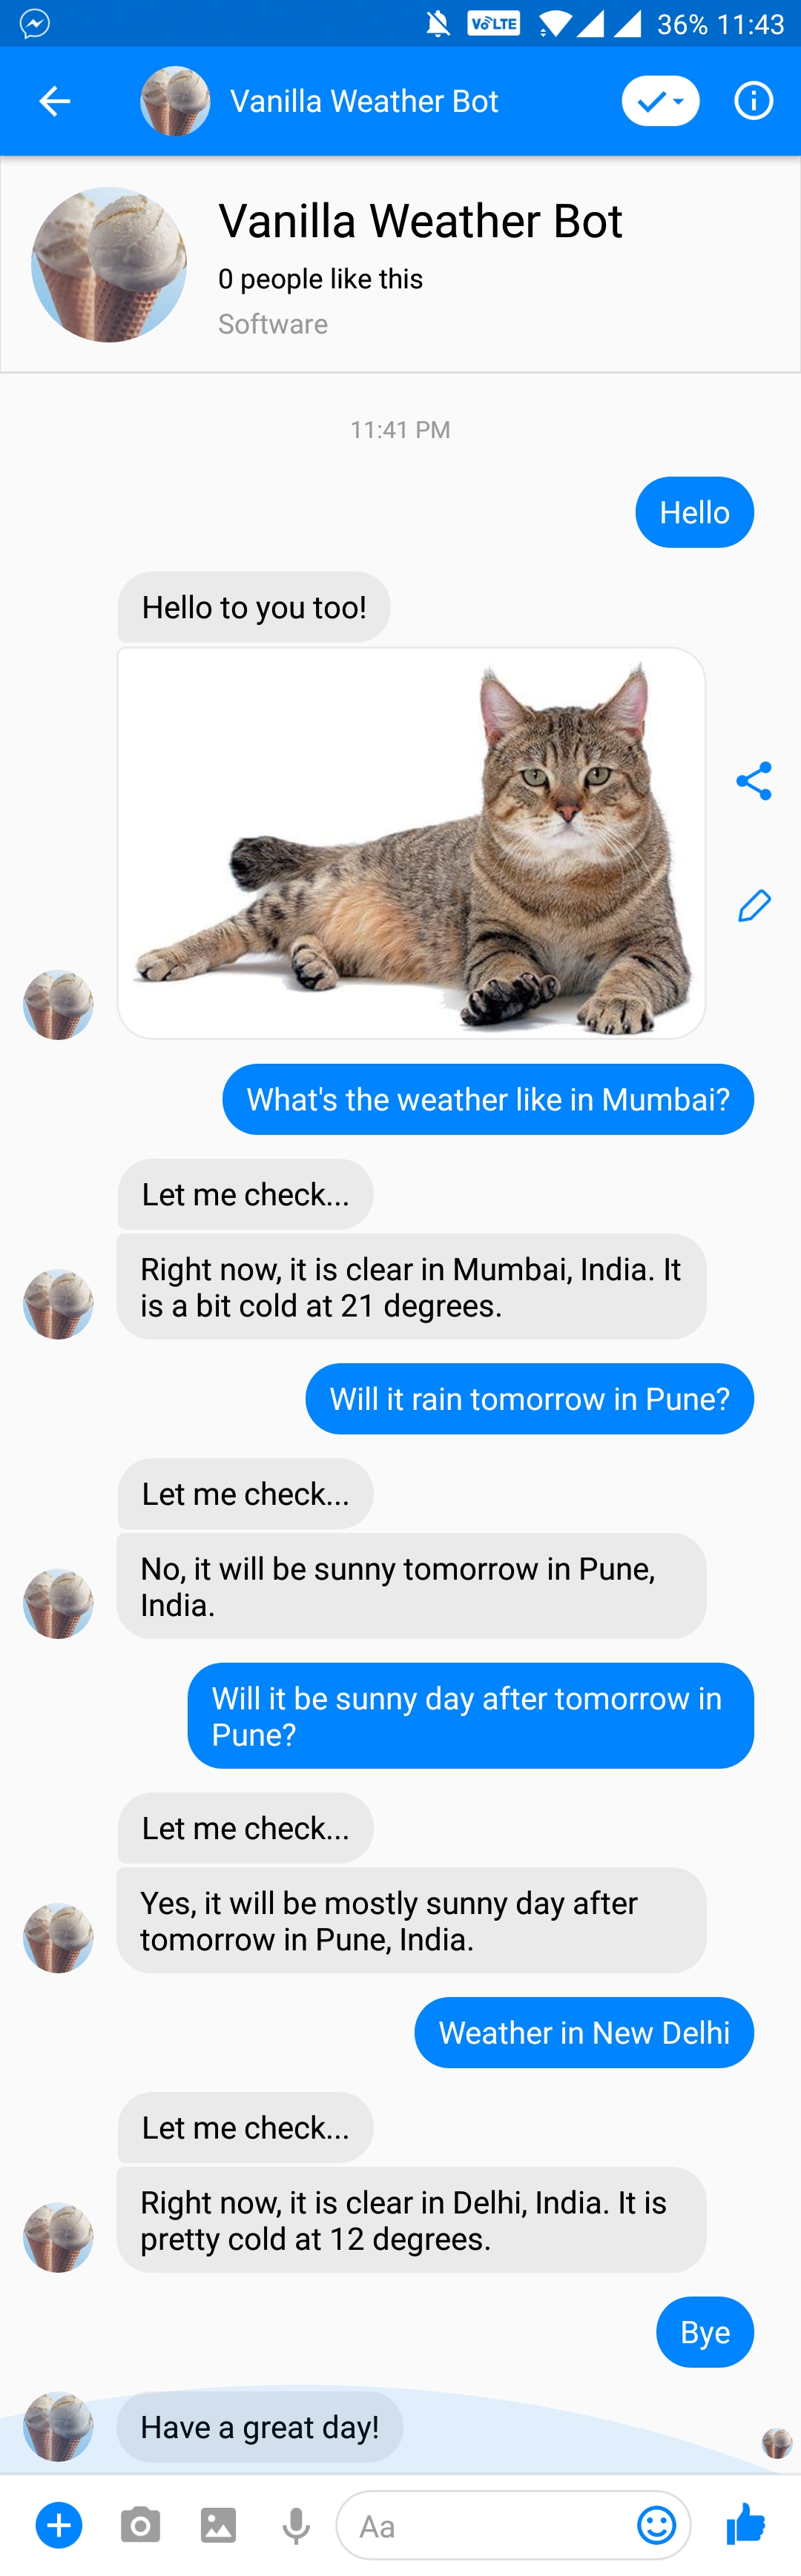 VoLTE 36% 11:43
Vanilla Weather Bot
Vanilla Weather Bot
0 people like this
Software
11:41 PM
Hello
Hello to you too!
What's the weather like in Mumbai?
Let me check...
Right now, it is clear in Mumbai, India. It
is a bit cold at 21 degrees.
Will it rain tomorrow in Pune?
Let me check...
No, it will be sunny tomorrow in Pune,
India.
Will it be sunny day after tomorrow in
Pune?
Let me check...
Yes, it will be mostly sunny day after
tomorrow in Pune, India.
Weather in New Delhi
Let me check...
Right now, it is clear in Delhi, India. It is
pretty cold at 12 degrees.
Bye
Have a great day!
Aa